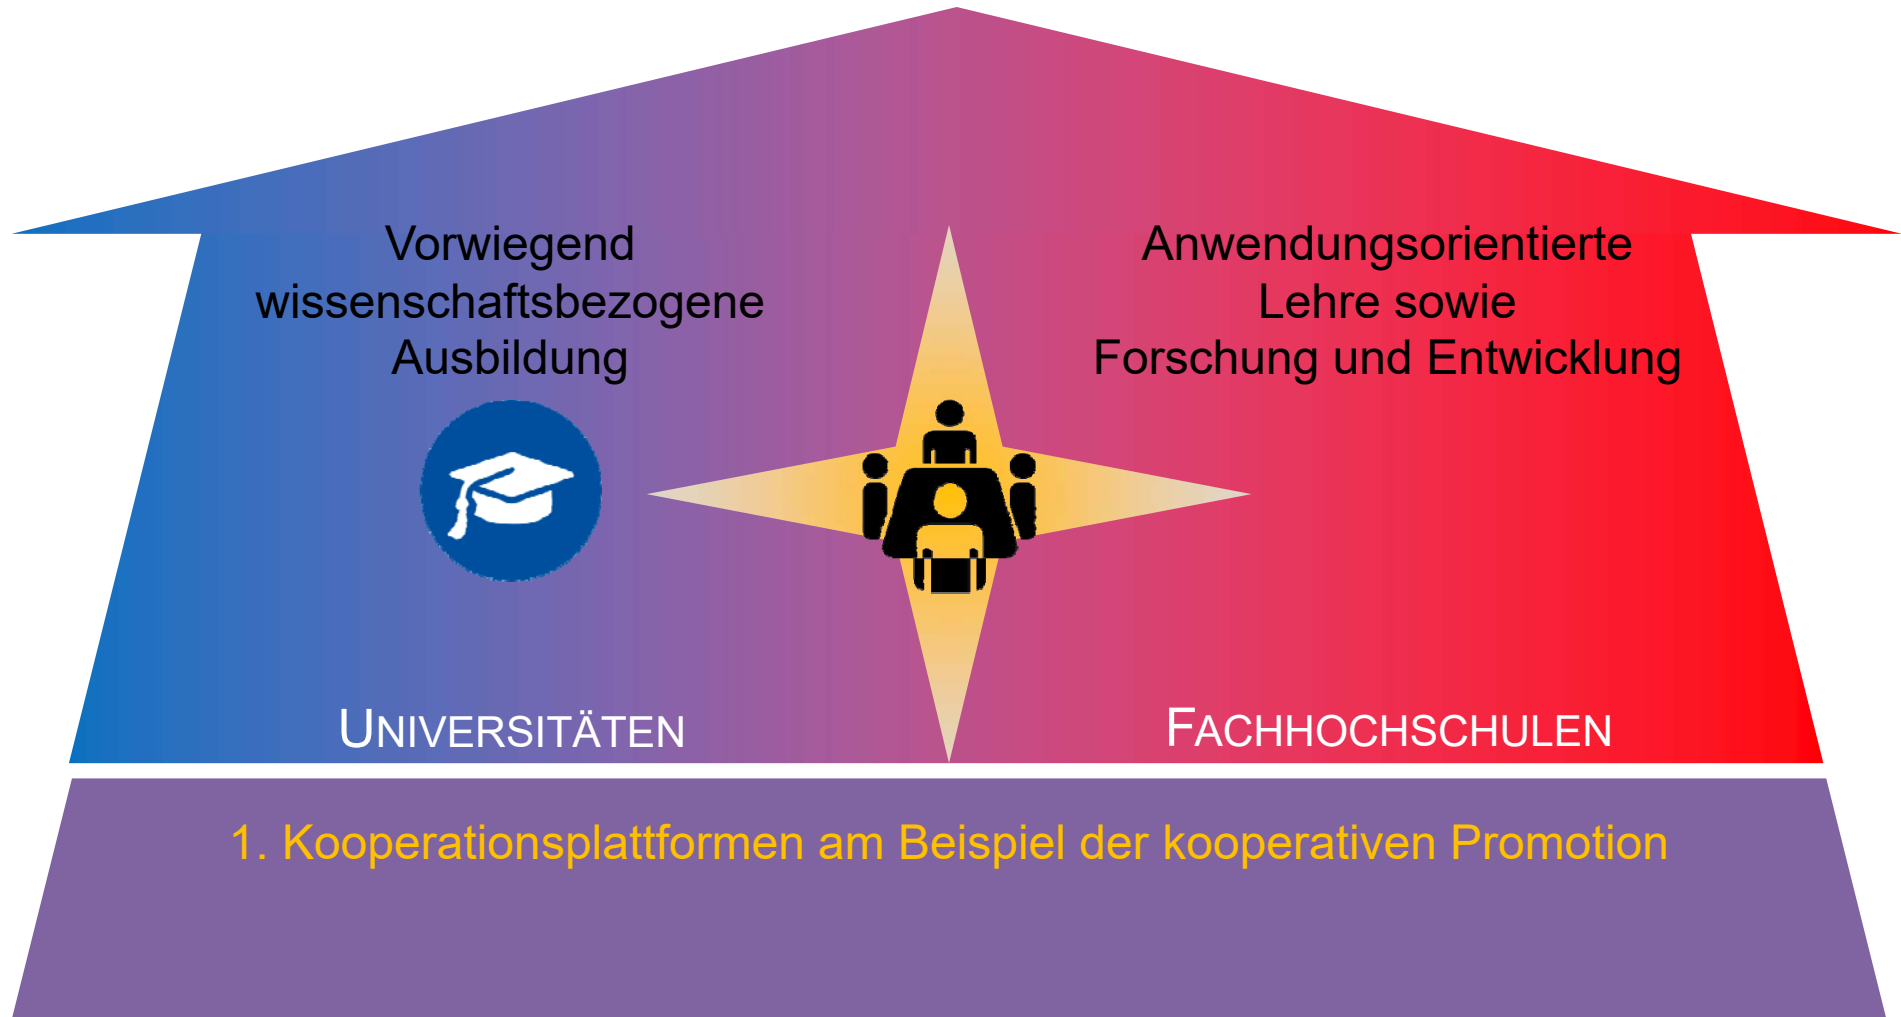 Vorwiegend
wissenschaftsbezogene
Ausbildung
Anwendungsorientierte
Lehre sowie
Forschung und Entwicklung
UNIVERSITÄTEN
FACHHOCHSCHULEN
1. Kooperationsplattformen am Beispiel der kooperativen Promotion